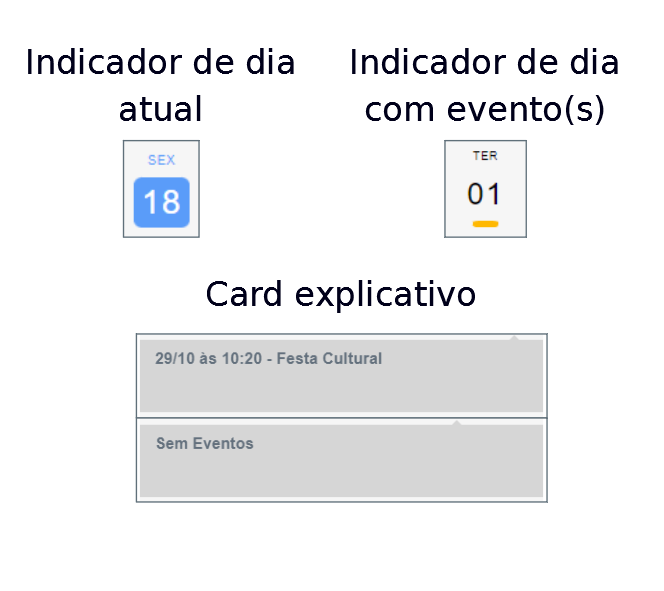 Indicador de dia
atual
Indicador de dia
com evento(s)
SEX
18
TER
01
Card explicativo
29/10 às 10:20 - Festa Cultural
Sem Eventos